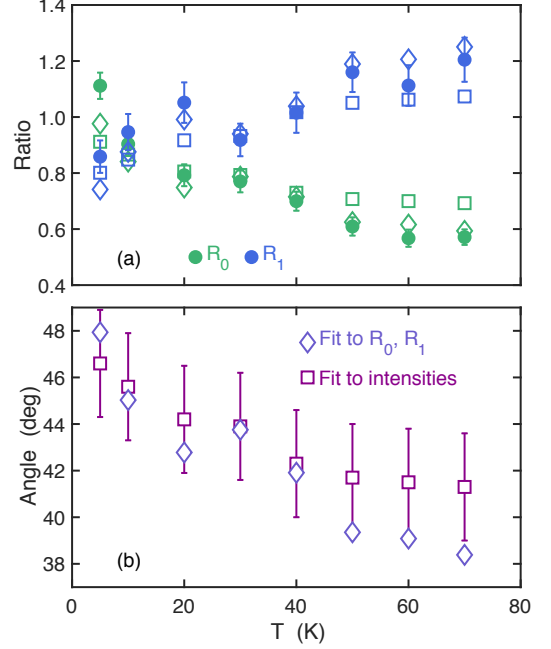 1.4
1.2
1.0
0.8
0.6
0.4
Ratio
(a)
R₀
R₁
48
46
44
42
40
38
Angle (deg)
Fit to R₀, R₁
Fit to intensities
(b)
0
20
40
60
80
T (K)